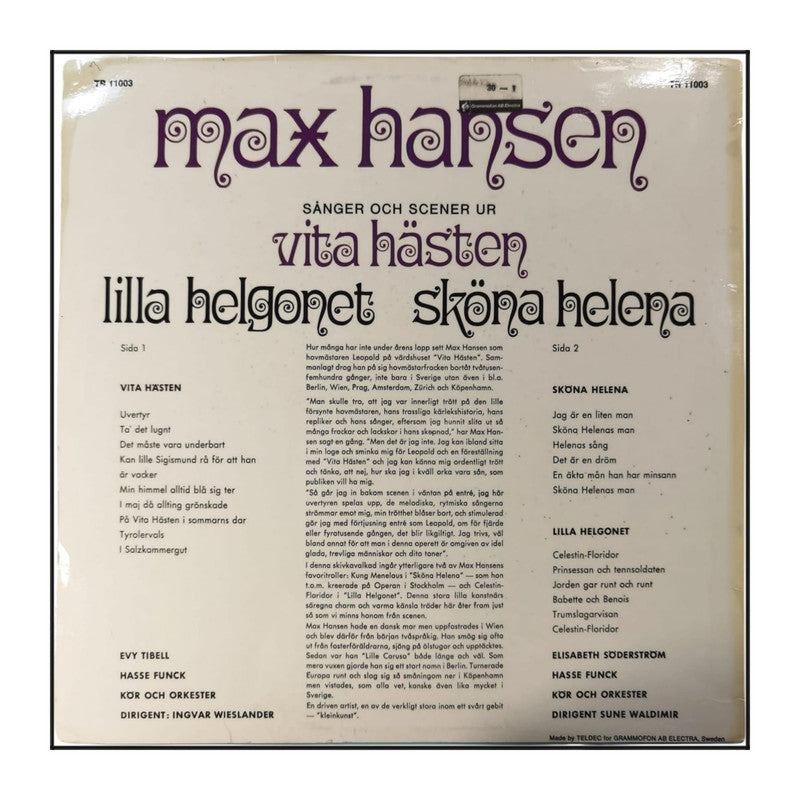 TR 11003
TR 11003
30 — 1
Grammofon AB Electra
max hansen
SÅNGER OCH SCENER UR
vita hästen
lilla helgonet sköna helena
Sida 1
VITA HÄSTEN
Uvertyr
Ta' det lugnt
Det måste vara underbart
Kan lille Sigismund rå för att han
är vacker
Min himmel alltid blå sig ter
I maj då allting grönskade
På Vita Hästen i sommarns dar
Tyrolervals
I Salzkammergut
EVY TIBELL
HASSE FUNCK
KÖR OCH ORKESTER
DIRIGENT: INGVAR WIESLANDER
Hur många har inte under årens lopp sett Max Hansen som
hovmästaren Leopold på värdshuset "Vita Hästen". Sam-
manlagt drog han på sig hovmästarfracken bortåt tvåtusen-
femhundra gånger, inte bara i Sverige utan även i bl.a.
Berlin, Wien, Prag, Amsterdam, Zürich och Köpenhamn.
"Man skulle tro, att jag var innerligt trött på den lille
försynte hovmästaren, hans trassliga kärlekshistoria, hans
repliker och hans sånger, eftersom jag hunnit slita ut så
många frackar och lackskor i hans skepnad," har Max Han-
sen sagt en gång. "Men det är jag inte. Jag kan ibland sitta
i min loge och sminka mig för Leopold och en föreställning
med "Vita Hästen" och jag kan känna mig ordentligt trött
och tänka, att nej, hur ska jag i kväll orka vara sån, som
publiken vill ha mig.
"Så går jag in bakom scenen i väntan på entré, jag hör
uvertyren spelas upp, de melodiska, rytmiska sångerna
strömmar emot mig, min trötthet blåser bort, och stimulerad
gör jag med förtjusning entré som Leopold, om för fjärde
eller fyratusende gången, det blir likgiltigt. Jag trivs, väl
bland annat för att man i denna operett är omgiven av idel
glada, trevliga människor och dito toner".
I denna skivkavalkad ingår ytterligare två av Max Hansens
favoritroller: Kung Menelaus i "Sköna Helena" — som han
t.o.m. kreerade på Operan i Stockholm — och Celestin-
Floridor i "Lilla Helgonet". Denna stora lilla konstnärs
säregna charm och varma känsla träder här åter fram just
så som vi minns honom från scenen.
Max Hansen hade en dansk mor men uppfostrades i Wien
och blev därför från början tvåspråkig. Han smög sig ofta
ut från fosterföräldrarna, sjöng på ölstugor och upptäcktes.
Sedan var han "Lille Caruso" både länge och väl. Som
mera vuxen gjorde han sig ett stort namn i Berlin. Turnerade
Europa runt och slog sig så småningom ner i Köpenhamn
men vistades, som alla vet, kanske även lika mycket i
Sverige.
En driven artist, en av de verkligt stora inom ett svårt gebit
— "kleinkunst".
Sida 2
SKÖNA HELENA
Jag är en liten man
Sköna Helenas man
Helenas sång
Det är en dröm
En äkta mån han har minsann
Sköna Helenas man
LILLA HELGONET
Celestin-Floridor
Prinsessan och tennsoldaten
Jorden gar runt och runt
Babette och Benois
Trumslagarvisan
Celestin-Floridor
ELISABETH SÖDERSTRÖM
HASSE FUNCK
KÖR OCH ORKESTER
DIRIGENT SUNE WALDIMIR
Made by TELDEC for GRAMMOFON AB ELECTRA, Sweden